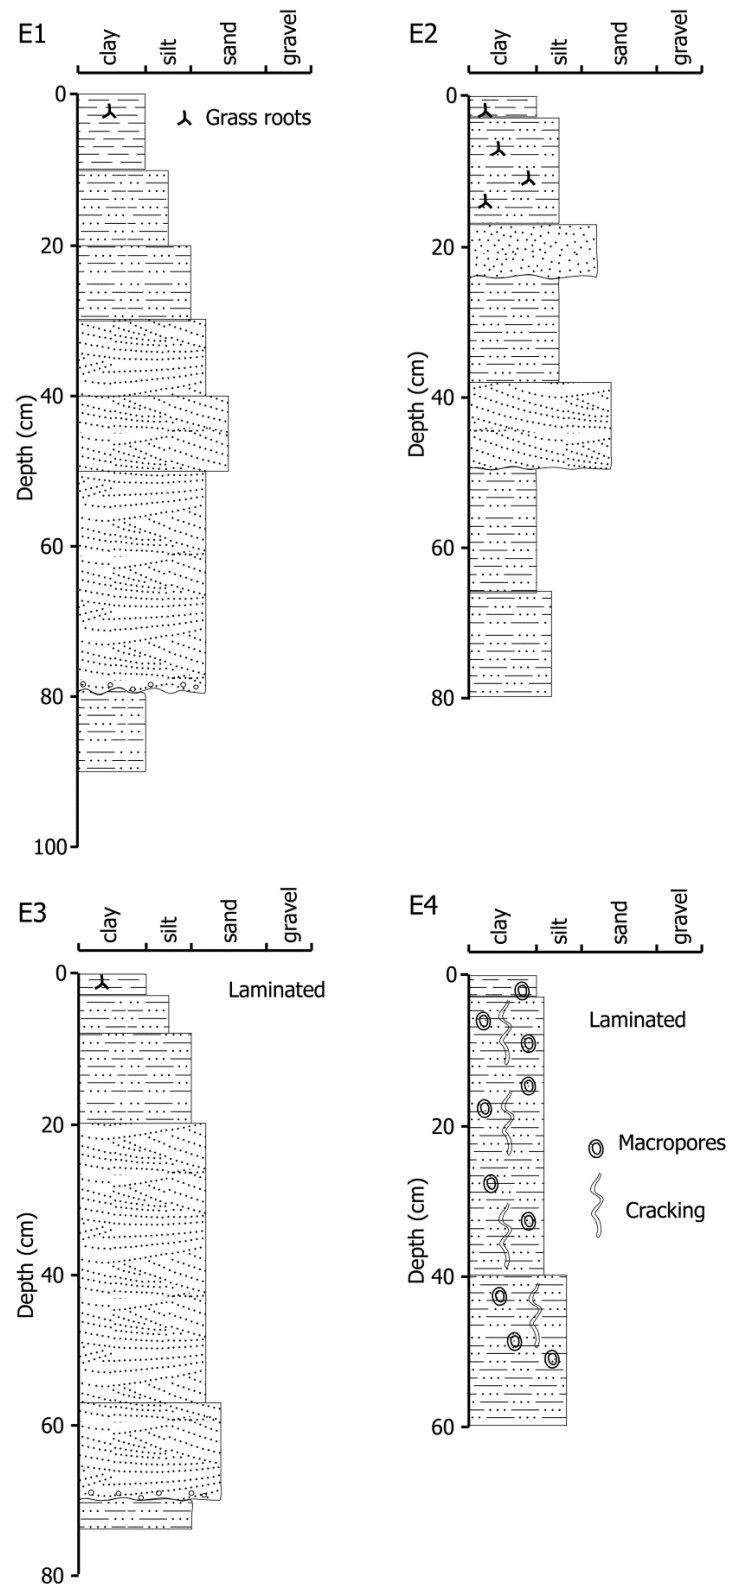 E1
clay
silt
sand
gravel
Grass roots
Depth (cm)
0
20
40
60
80
100
E2
clay
silt
sand
gravel
Depth (cm)
0
20
40
60
80
E3
clay
silt
sand
gravel
Laminated
Depth (cm)
0
20
40
60
80
E4
clay
silt
sand
gravel
Laminated
Macropores
Cracking
Depth (cm)
0
20
40
60